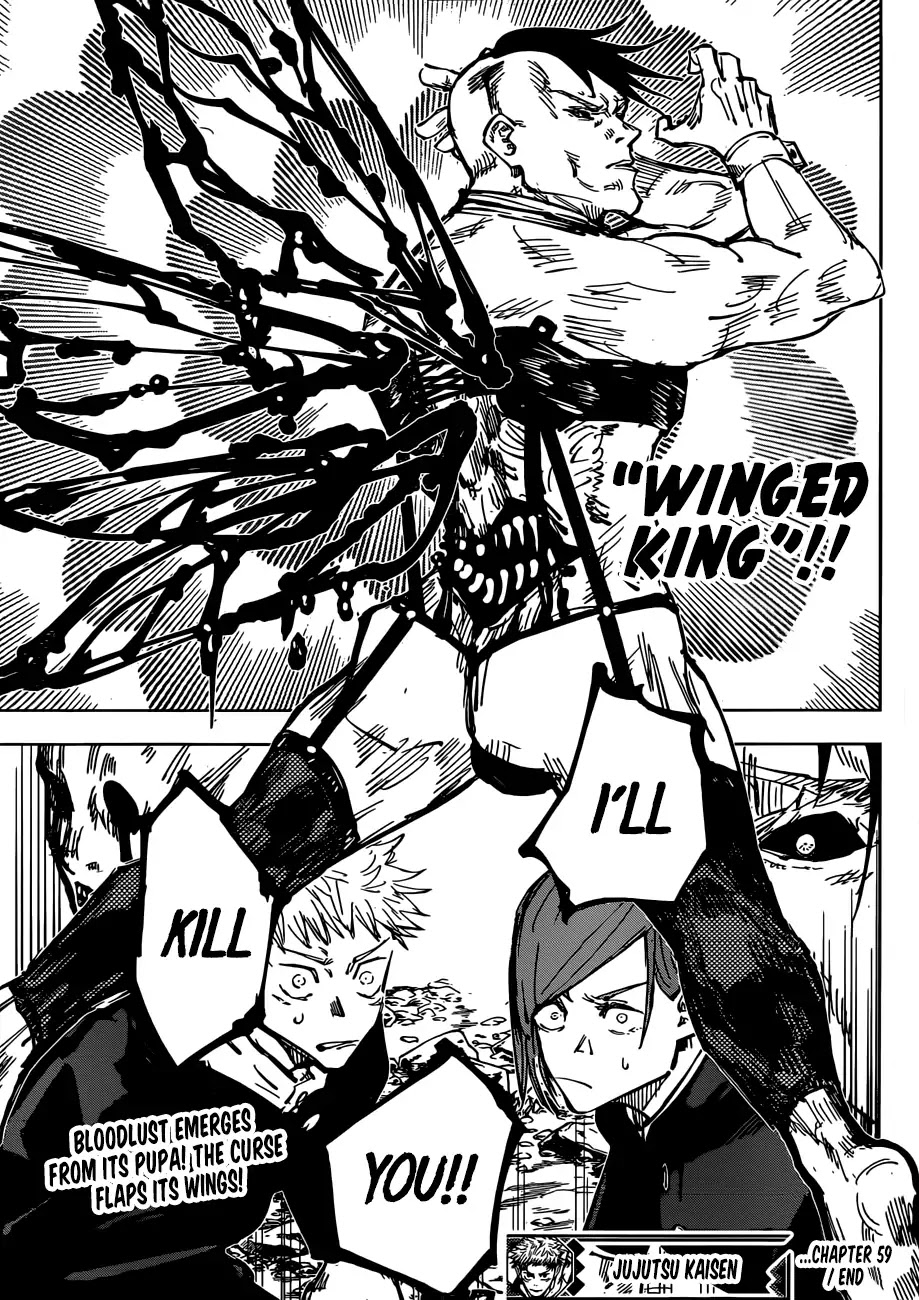 "WINGED
KING"!!
I'LL
KILL
YOU!!
BLOODLUST EMERGES
FROM ITS PUPA! THE CURSE
FLAPS ITS WINGS!
JUJUTSU KAISEN
...CHAPTER 59
/ END